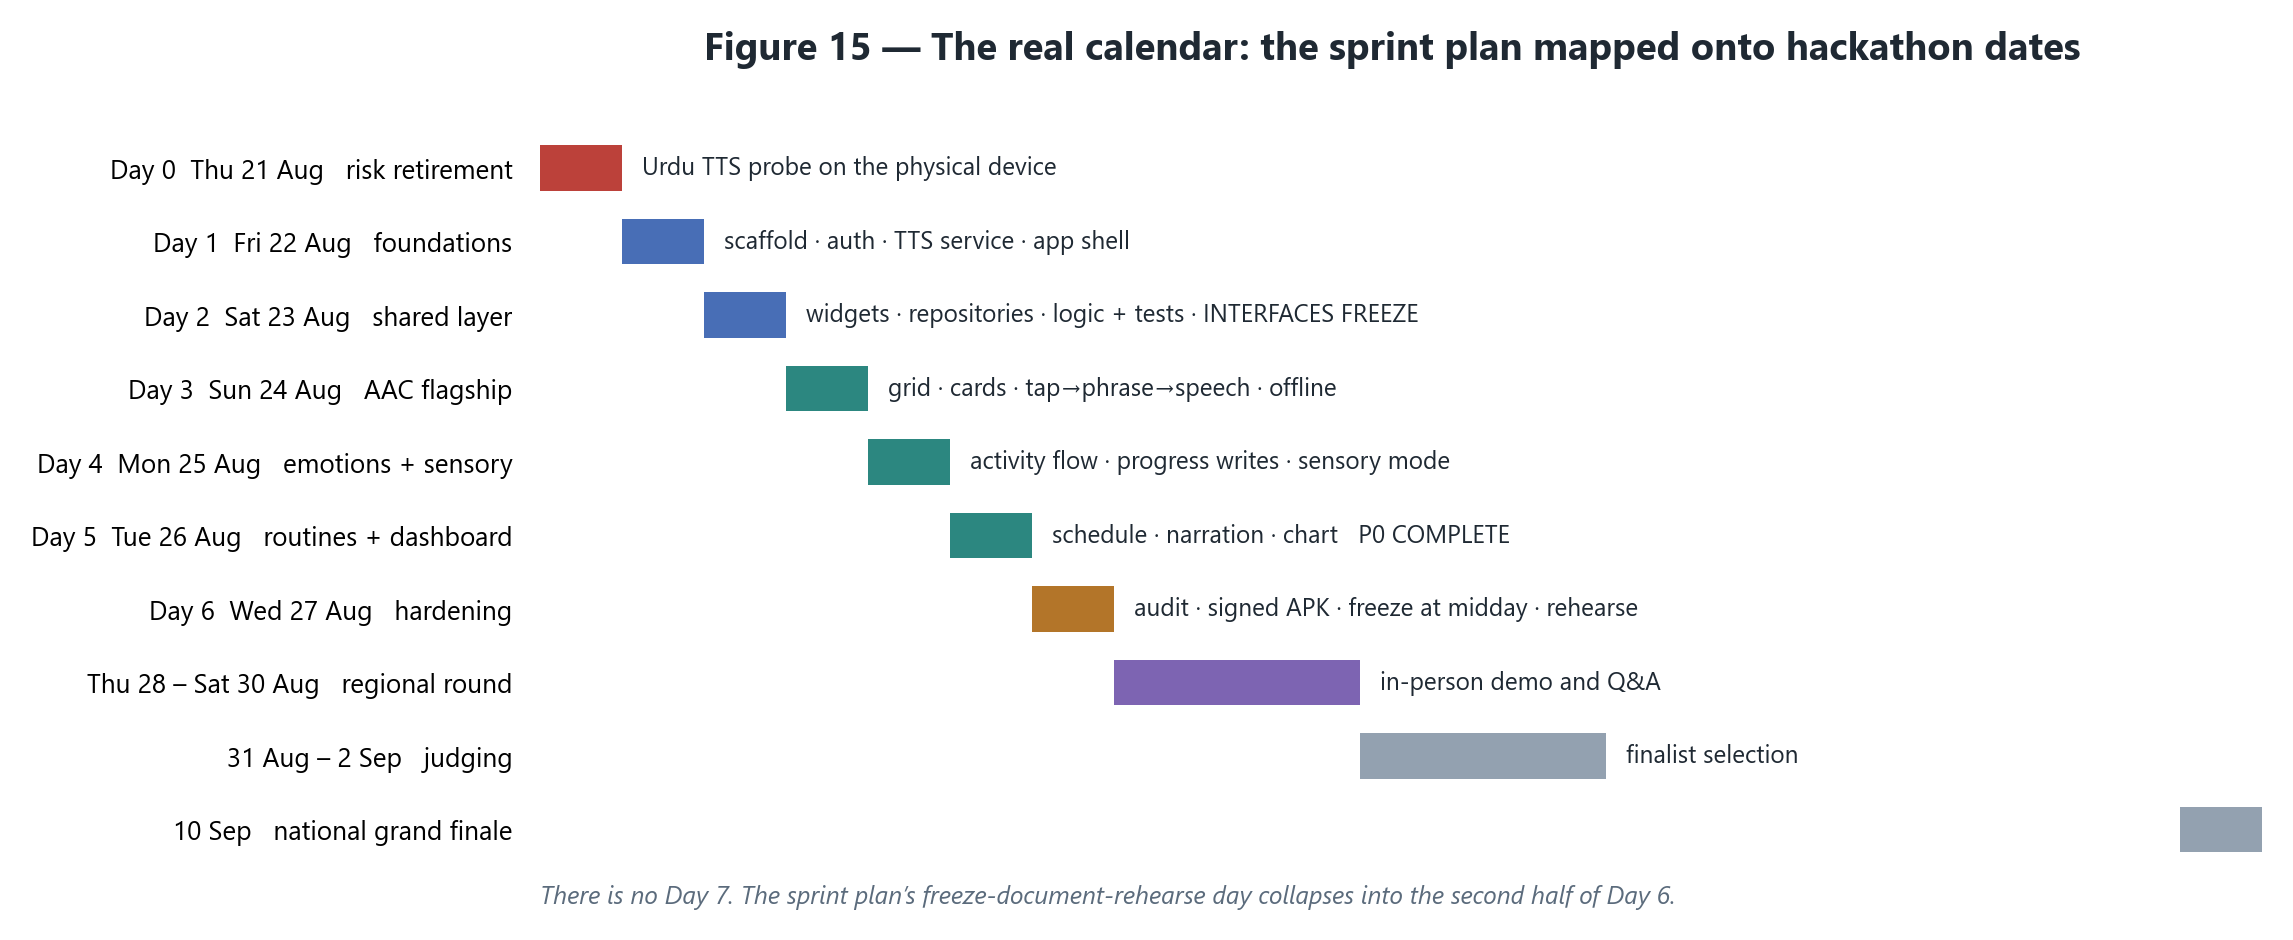 Figure 15 — The real calendar: the sprint plan mapped onto hackathon dates
Day 0 Thu 21 Aug risk retirement Urdu TTS probe on the physical device
Day 1 Fri 22 Aug foundations scaffold · auth · TTS service · app shell
Day 2 Sat 23 Aug shared layer widgets · repositories · logic + tests · INTERFACES FREEZE
Day 3 Sun 24 Aug AAC flagship grid · cards · tap→phrase→speech · offline
Day 4 Mon 25 Aug emotions + sensory activity flow · progress writes · sensory mode
Day 5 Tue 26 Aug routines + dashboard schedule · narration · chart P0 COMPLETE
Day 6 Wed 27 Aug hardening audit · signed APK · freeze at midday · rehearse
Thu 28 – Sat 30 Aug regional round in-person demo and Q&A
31 Aug – 2 Sep judging finalist selection
10 Sep national grand finale
There is no Day 7. The sprint plan's freeze-document-rehearse day collapses into the second half of Day 6.